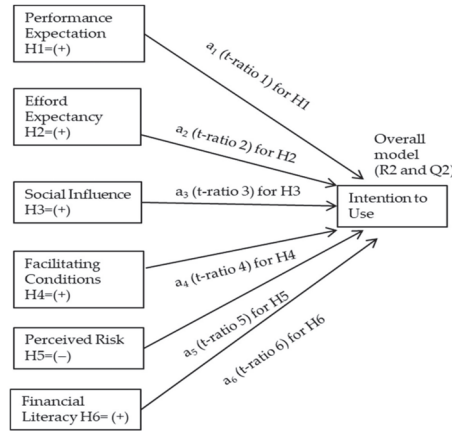 Performance
Expectation
H1=(+)
a1 (t-ratio 1) for H1
Efford
Expectancy
H2=(+)
a2 (t-ratio 2) for H2
Overall
model
(R2 and Q2)
Social Influence
H3=(+)
a3 (t-ratio 3) for H3
Intention to
Use
Facilitating
Conditions
H4=(+)
a4 (t-ratio 4) for H4
Perceived Risk
H5=(−)
a5 (t-ratio 5) for H5
Financial
Literacy H6= (+)
a6 (t-ratio 6) for H6